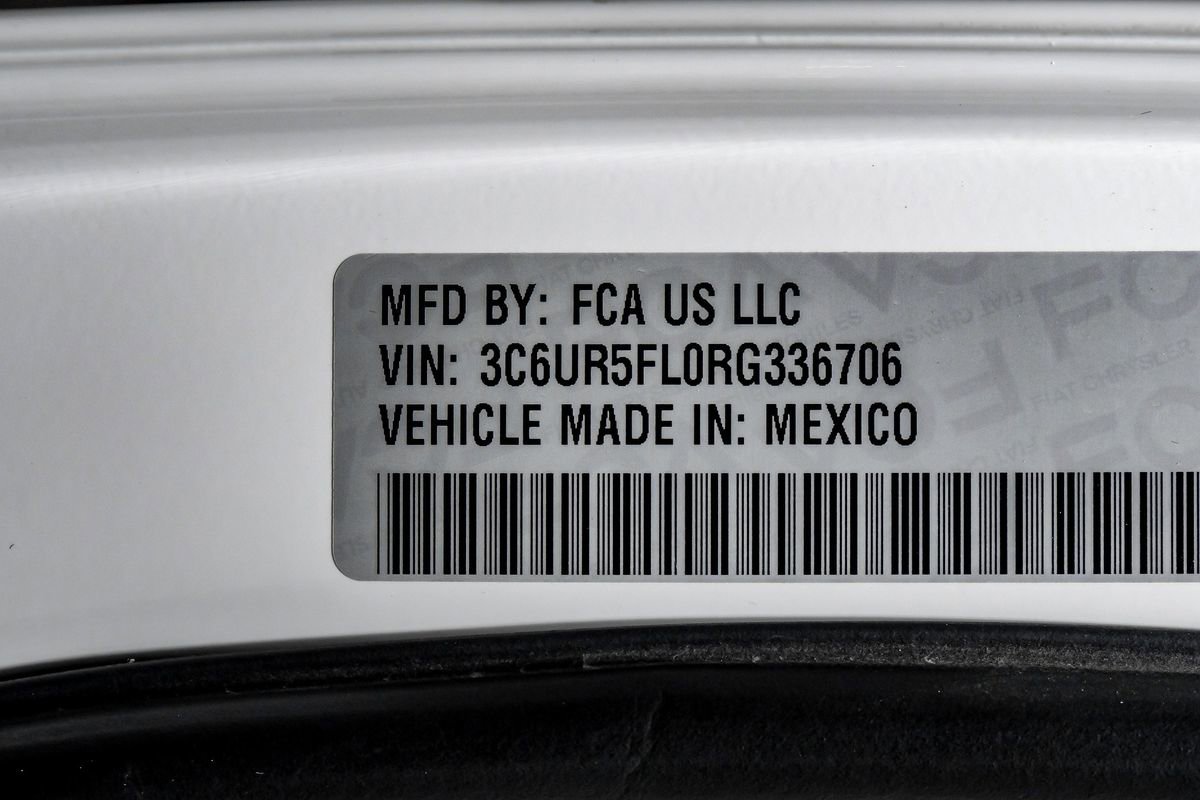 MFD BY: FCA US LLC
VIN: 3C6UR5FL0RG336706
VEHICLE MADE IN: MEXICO